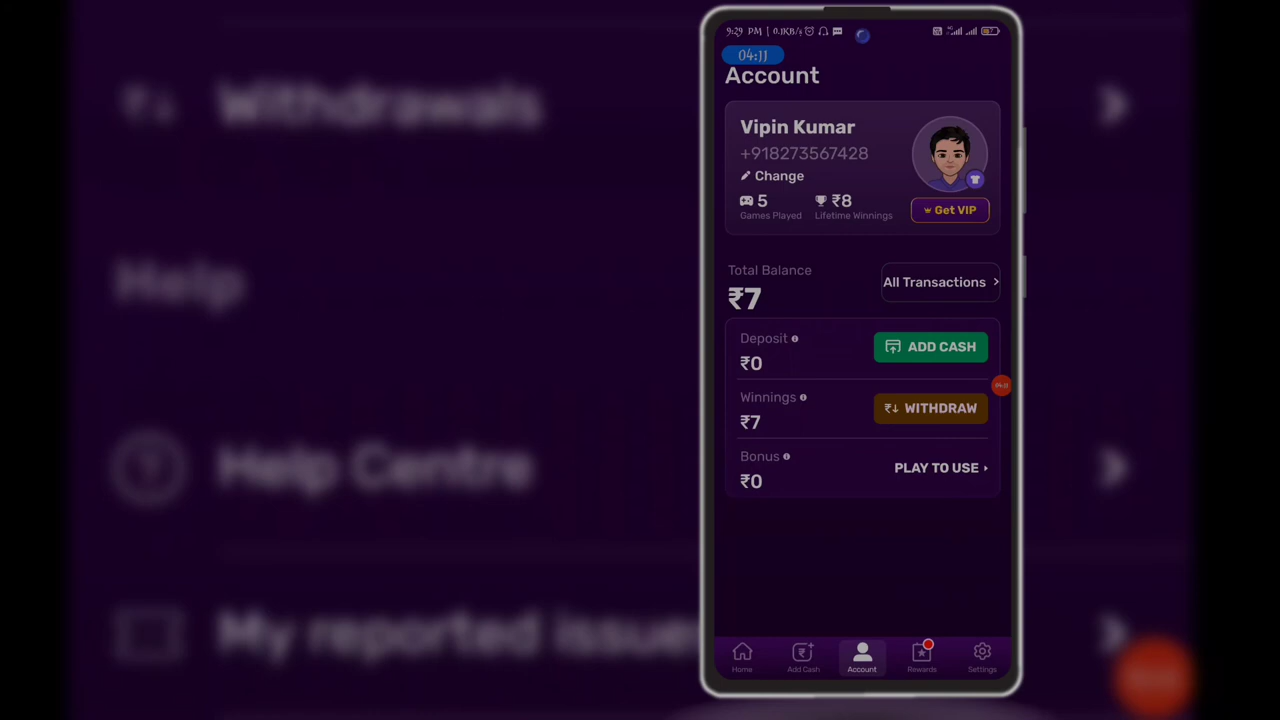 Withdrawals
Help
Help Centre
My reported issues
9:29 PM | 0.1KB/s
04:11
Account
Vipin Kumar
+918273567428
Change
5
Games Played
₹8
Lifetime Winnings
Get VIP
Total Balance
₹7
All Transactions >
Deposit
₹0
ADD CASH
04:11
Winnings
₹7
WITHDRAW
Bonus
₹0
PLAY TO USE
Home
Add Cash
Account
Rewards
Settings